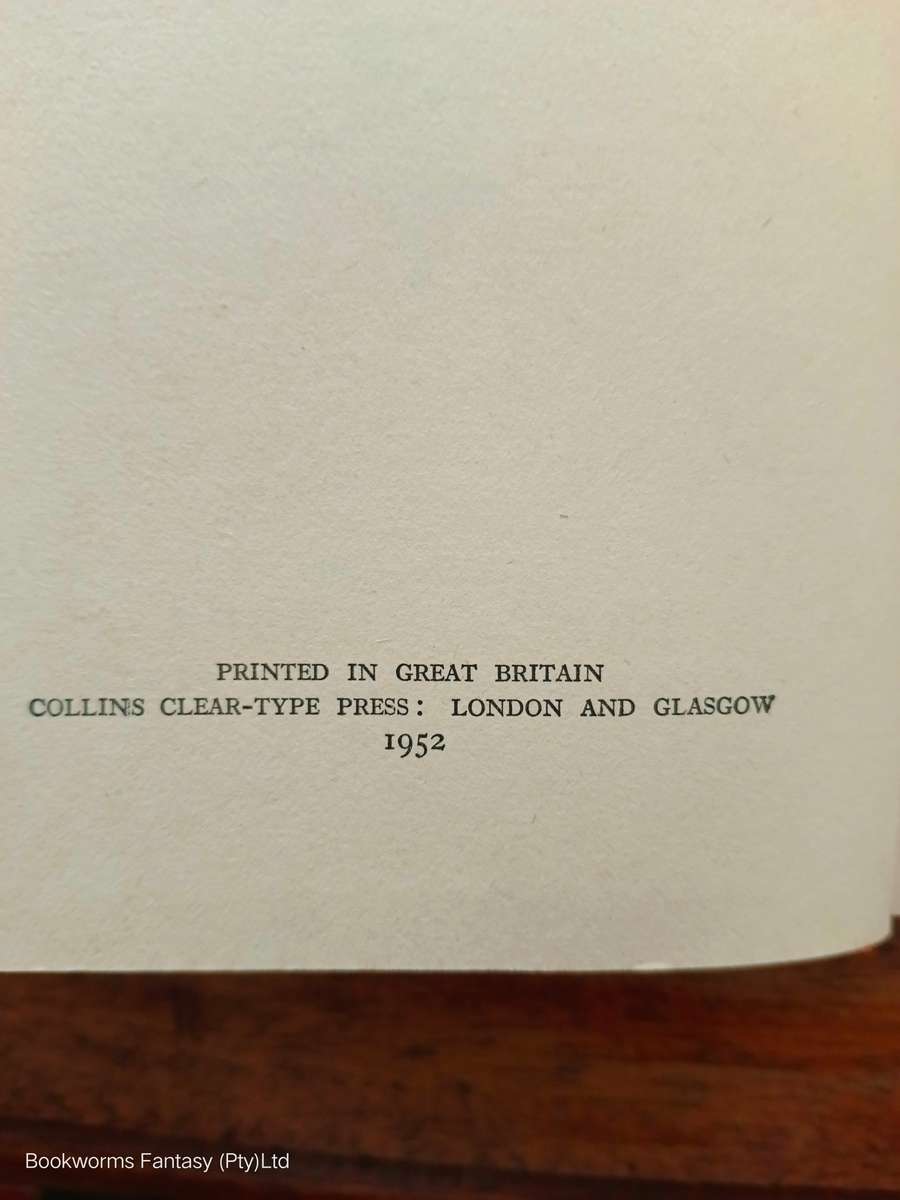 PRINTED IN GREAT BRITAIN
COLLINS CLEAR-TYPE PRESS: LONDON AND GLASGOW
1952
Bookworms Fantasy (Pty)Ltd